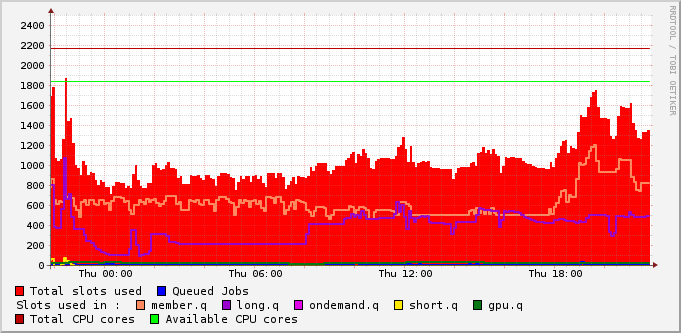 2400
2200
2000
1800
1600
1400
1200
1000
800
600
400
200
0
Thu 00:00 Thu 06:00 Thu 12:00 Thu 18:00
RRDTOOL / TOBI OETIKER
Total slots used Queued Jobs
Slots used in : member.q long.q ondemand.q short.q gpu.q
Total CPU cores Available CPU cores